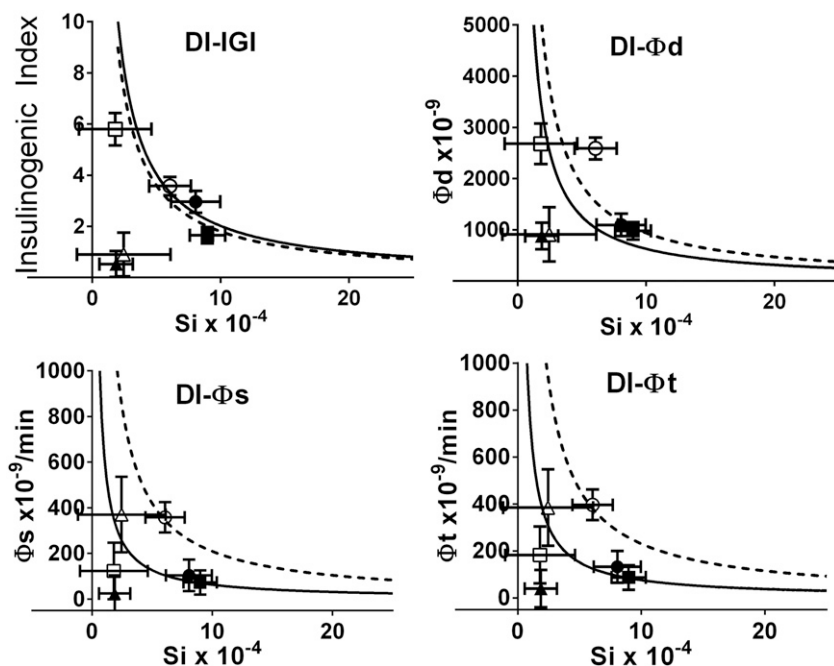 DI-IGI
Insulinogenic Index
10
8
6
4
2
0
10
20
Si x 10⁻⁴
DI-Φd
Φd x10⁻⁹
5000
4000
3000
2000
1000
0
0
10
20
Si x 10⁻⁴
DI-Φs
Φs x10⁻⁹/min
1000
800
600
400
200
0
0
10
20
Si x 10⁻⁴
DI-Φt
Φt x10⁻⁹/min
1000
800
600
400
200
0
0
10
20
Si x 10⁻⁴